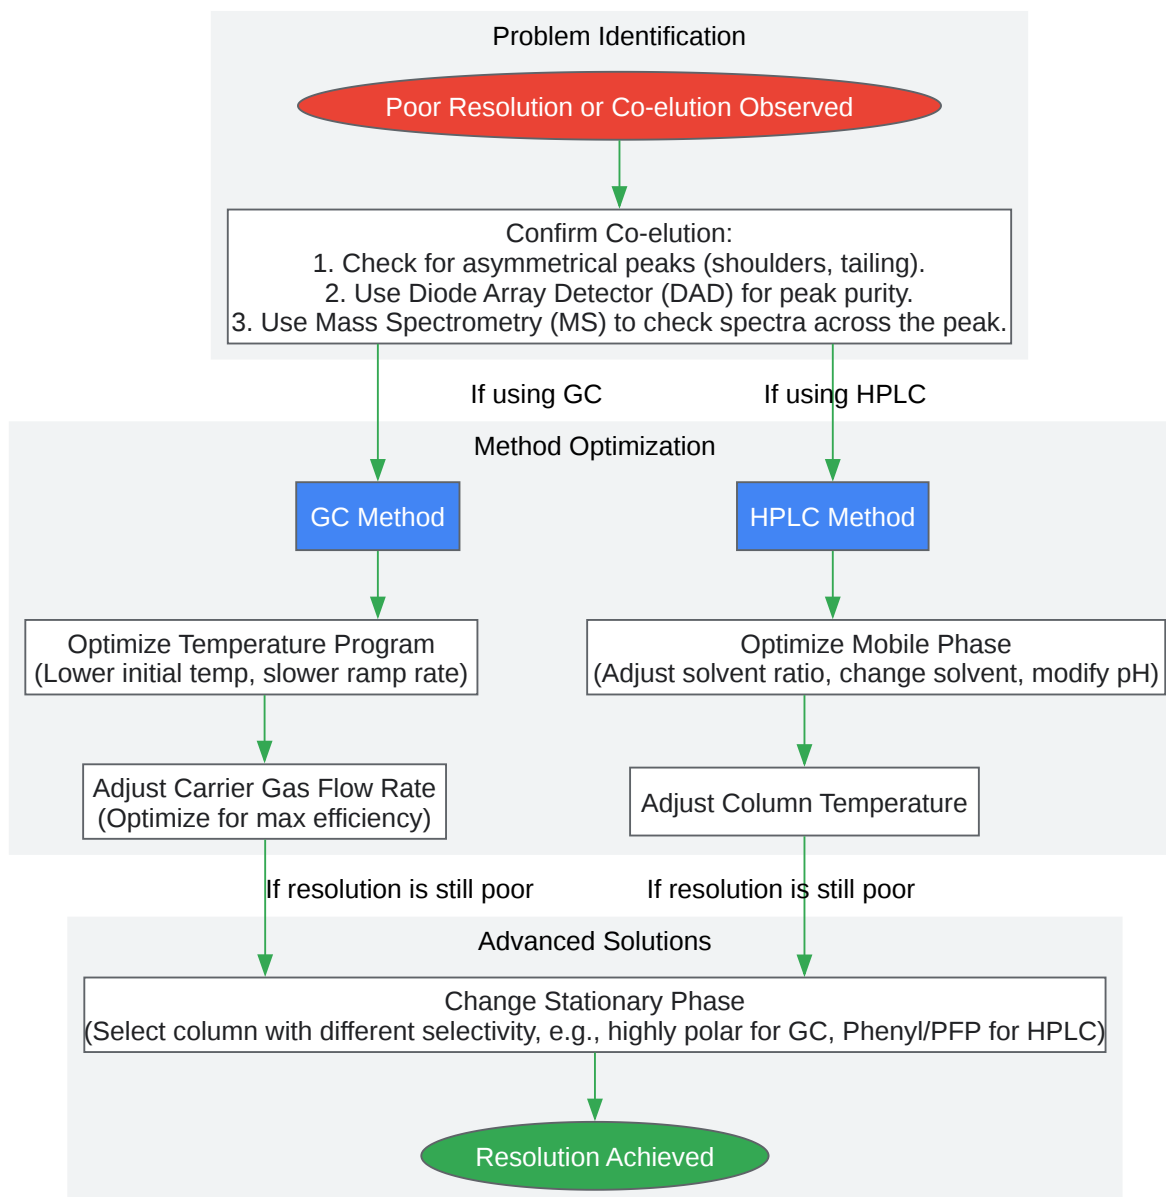 Problem Identification
Poor Resolution or Co-elution Observed
Confirm Co-elution:
1. Check for asymmetrical peaks (shoulders, tailing).
2. Use Diode Array Detector (DAD) for peak purity.
3. Use Mass Spectrometry (MS) to check spectra across the peak.
If using GC
If using HPLC
Method Optimization
GC Method
HPLC Method
Optimize Temperature Program
(Lower initial temp, slower ramp rate)
Optimize Mobile Phase
(Adjust solvent ratio, change solvent, modify pH)
Adjust Carrier Gas Flow Rate
(Optimize for max efficiency)
Adjust Column Temperature
If resolution is still poor
If resolution is still poor
Advanced Solutions
Change Stationary Phase
(Select column with different selectivity, e.g., highly polar for GC, Phenyl/PFP for HPLC)
Resolution Achieved